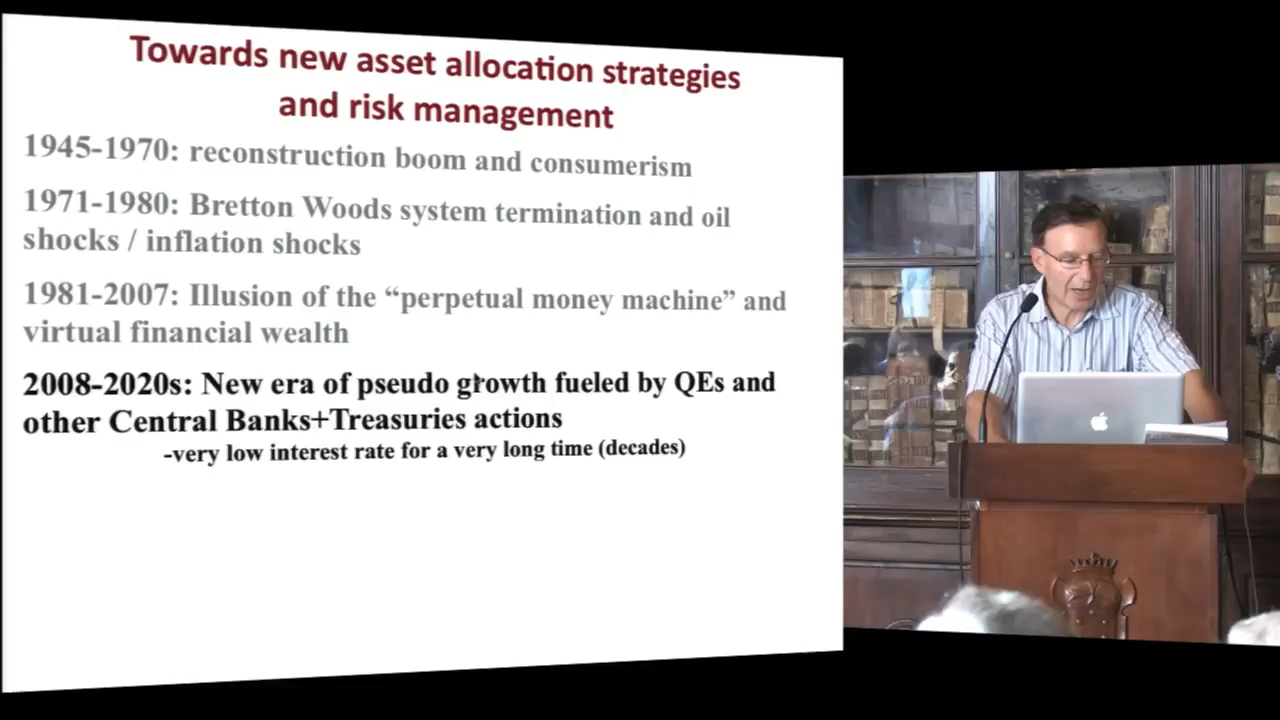 Towards new asset allocation strategies
and risk management
1945-1970: reconstruction boom and consumerism
1971-1980: Bretton Woods system termination and oil
shocks / inflation shocks
1981-2007: Illusion of the “perpetual money machine” and
virtual financial wealth
2008-2020s: New era of pseudo growth fueled by QEs and
other Central Banks+Treasuries actions
-very low interest rate for a very long time (decades)